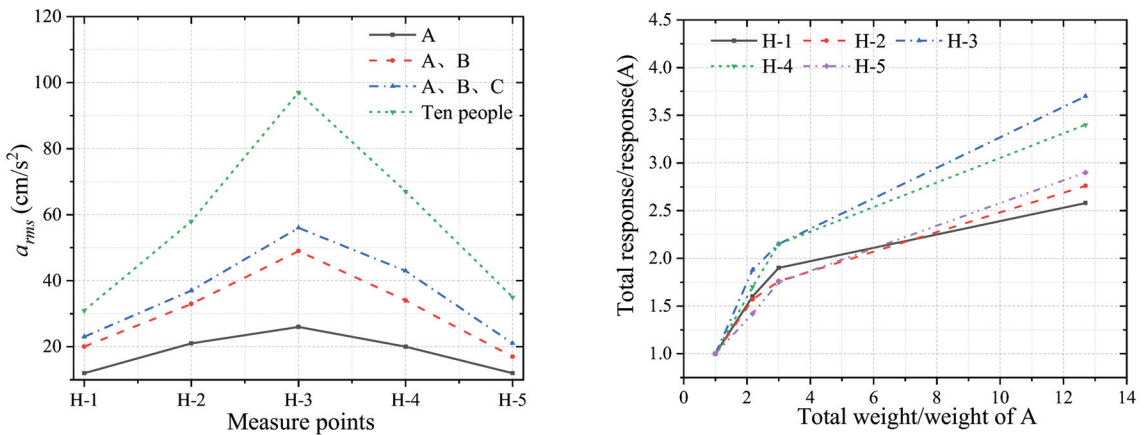 120
100
80
60
40
20
a_rms (cm/s²)
H-1 H-2 H-3 H-4 H-5
Measure points
A
A、B
A、B、C
Ten people
4.5
4.0
3.5
3.0
2.5
2.0
1.5
1.0
Total response/response(A)
0 2 4 6 8 10 12 14
Total weight/weight of A
H-1 H-2 H-3
H-4 H-5